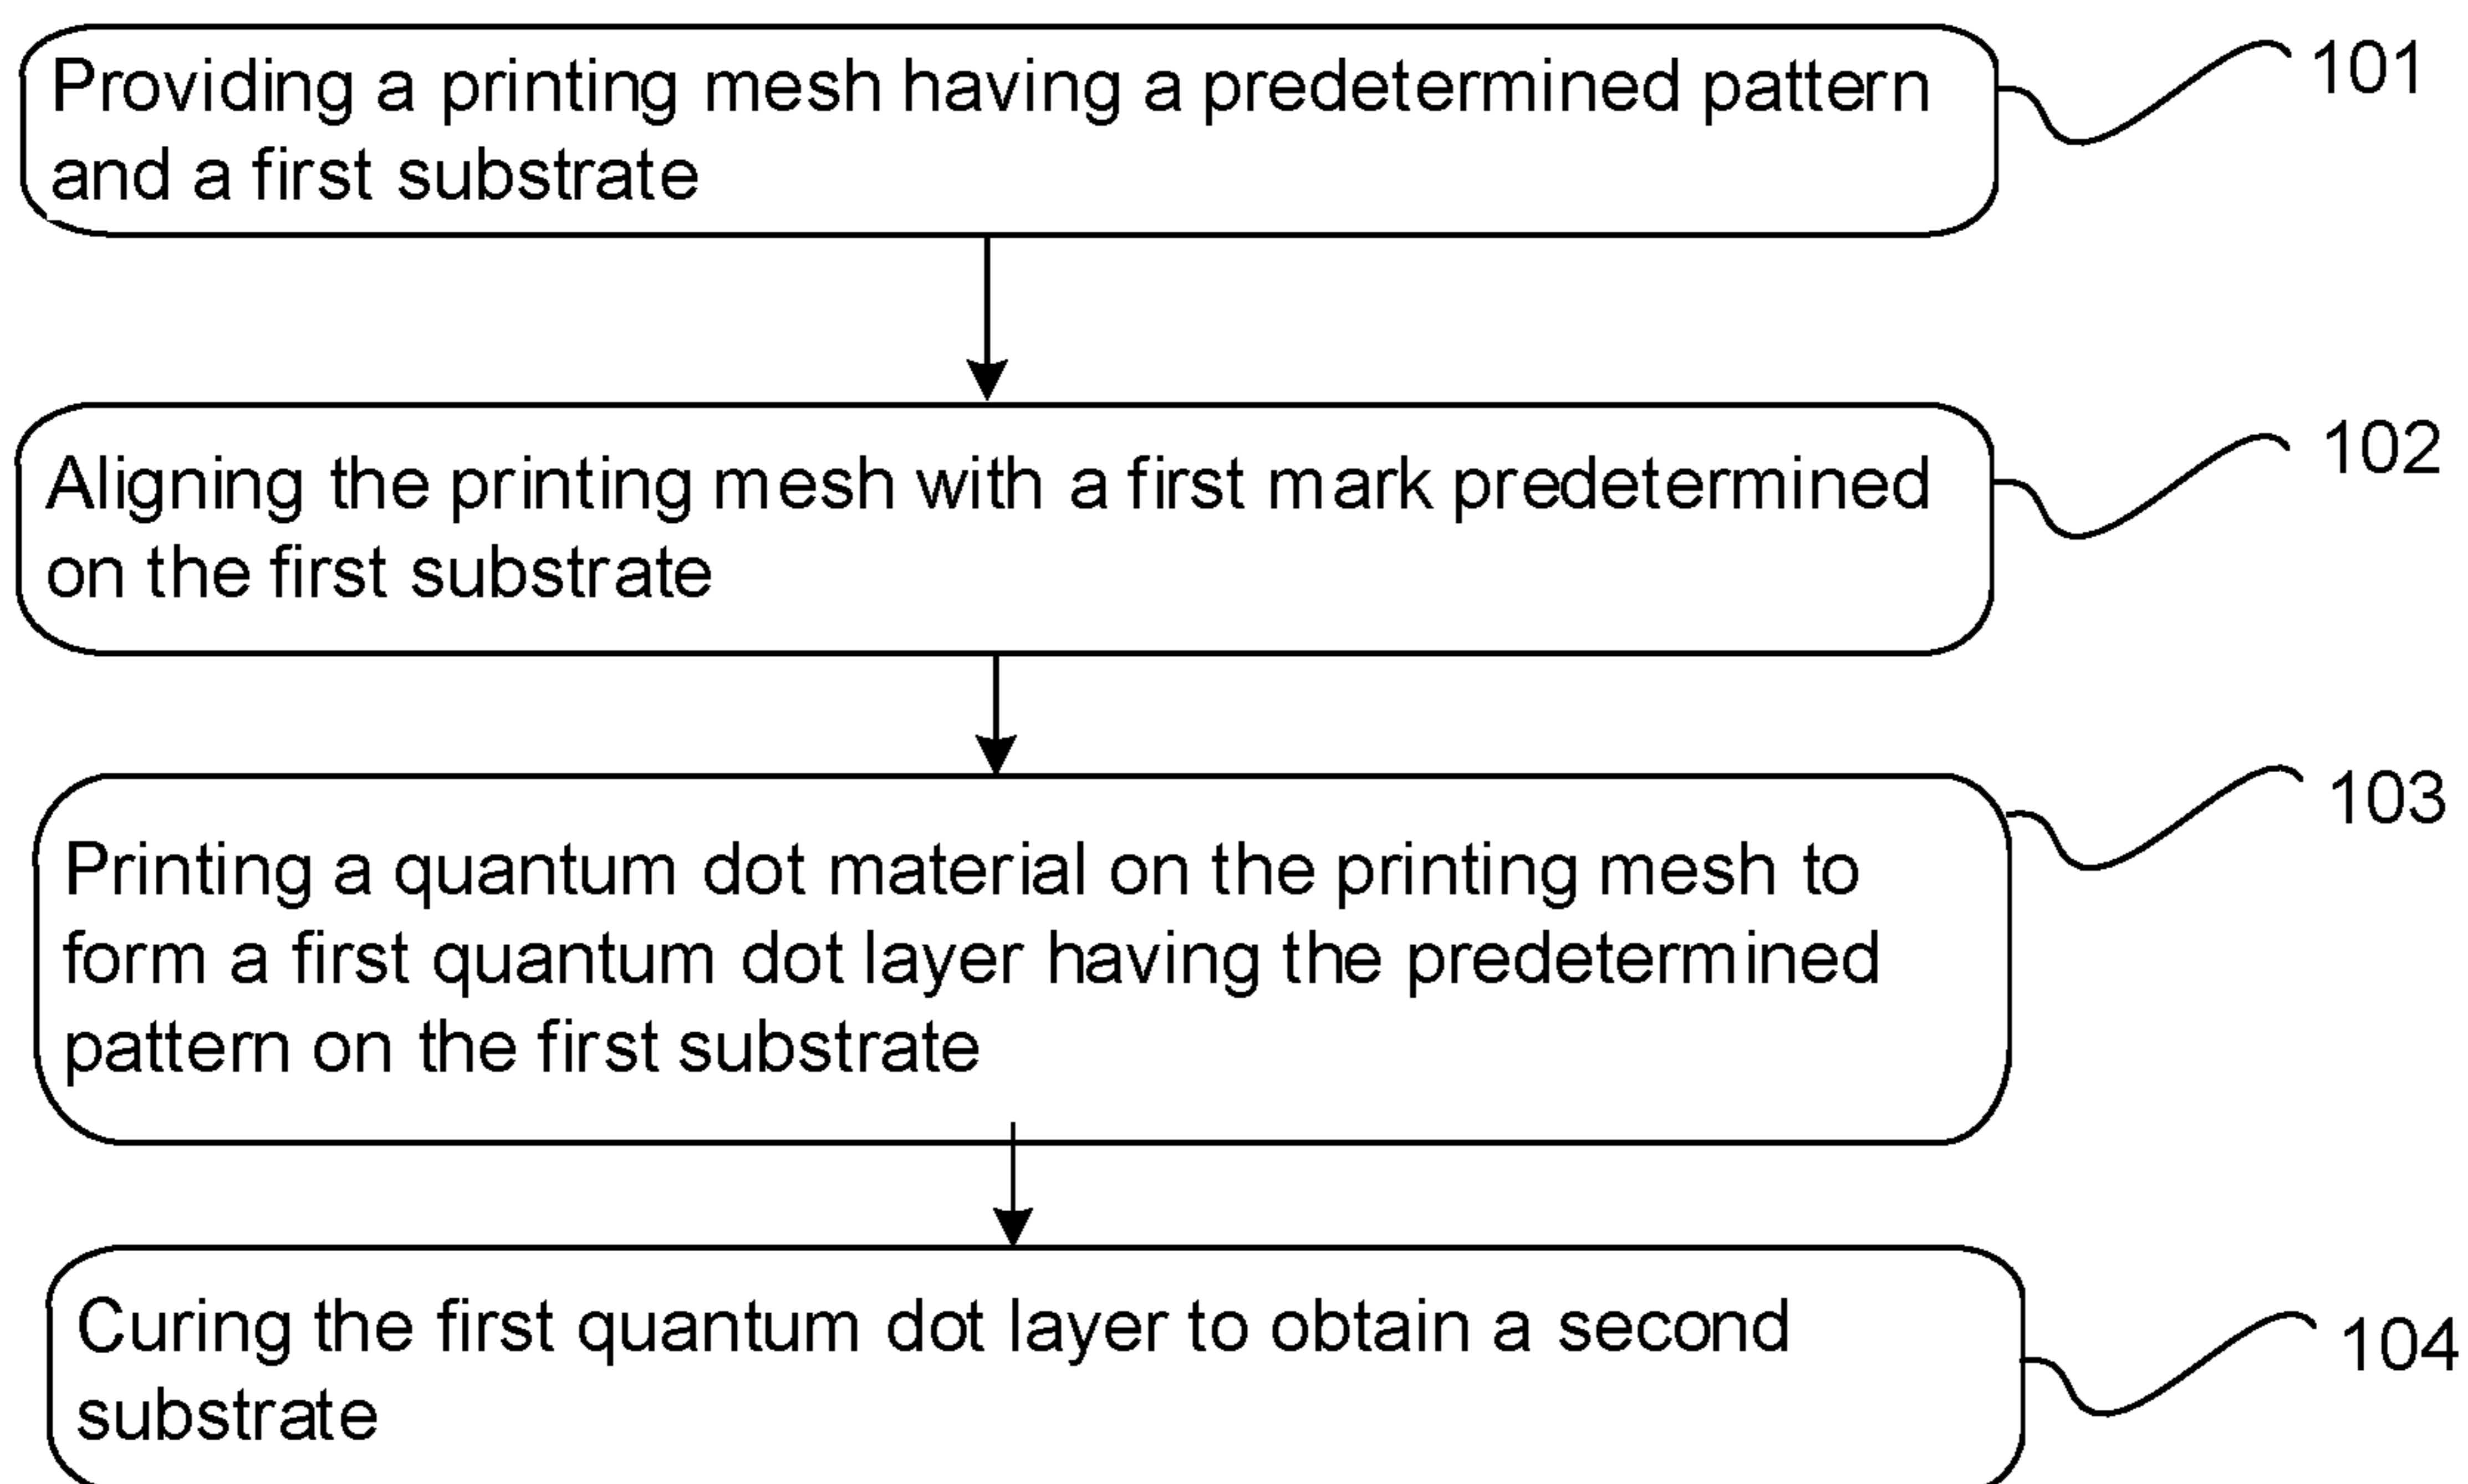 Providing a printing mesh having a predetermined pattern
and a first substrate
101
Aligning the printing mesh with a first mark predetermined
on the first substrate
102
Printing a quantum dot material on the printing mesh to
form a first quantum dot layer having the predetermined
pattern on the first substrate
103
Curing the first quantum dot layer to obtain a second
substrate
104